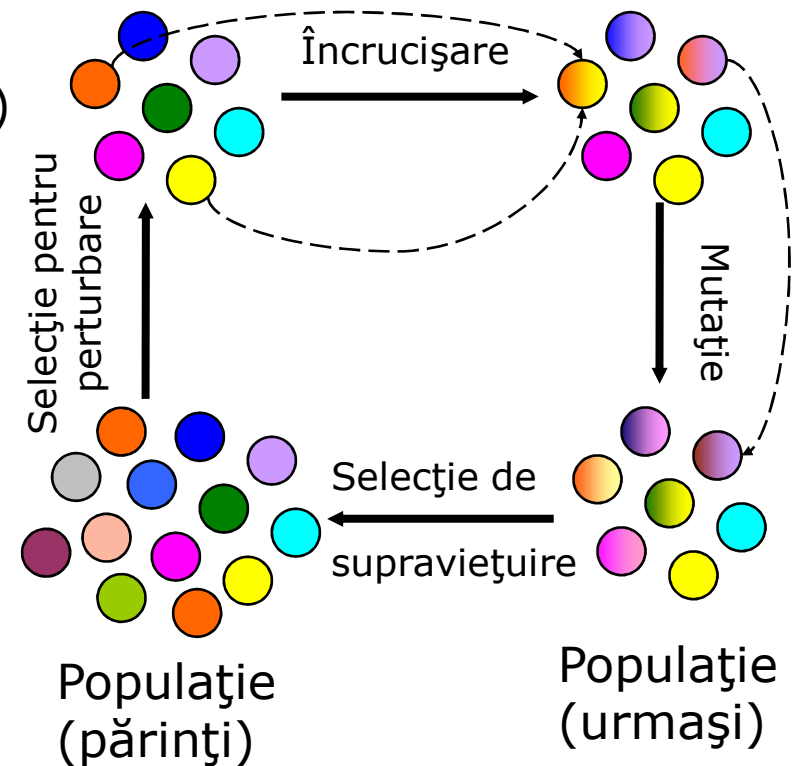 Încrucişare
)
Selecţie pentru
perturbare
Mutaţie
Selecţie de
supravieţuire
Populaţie
(părinţi)
Populaţie
(urmaşi)